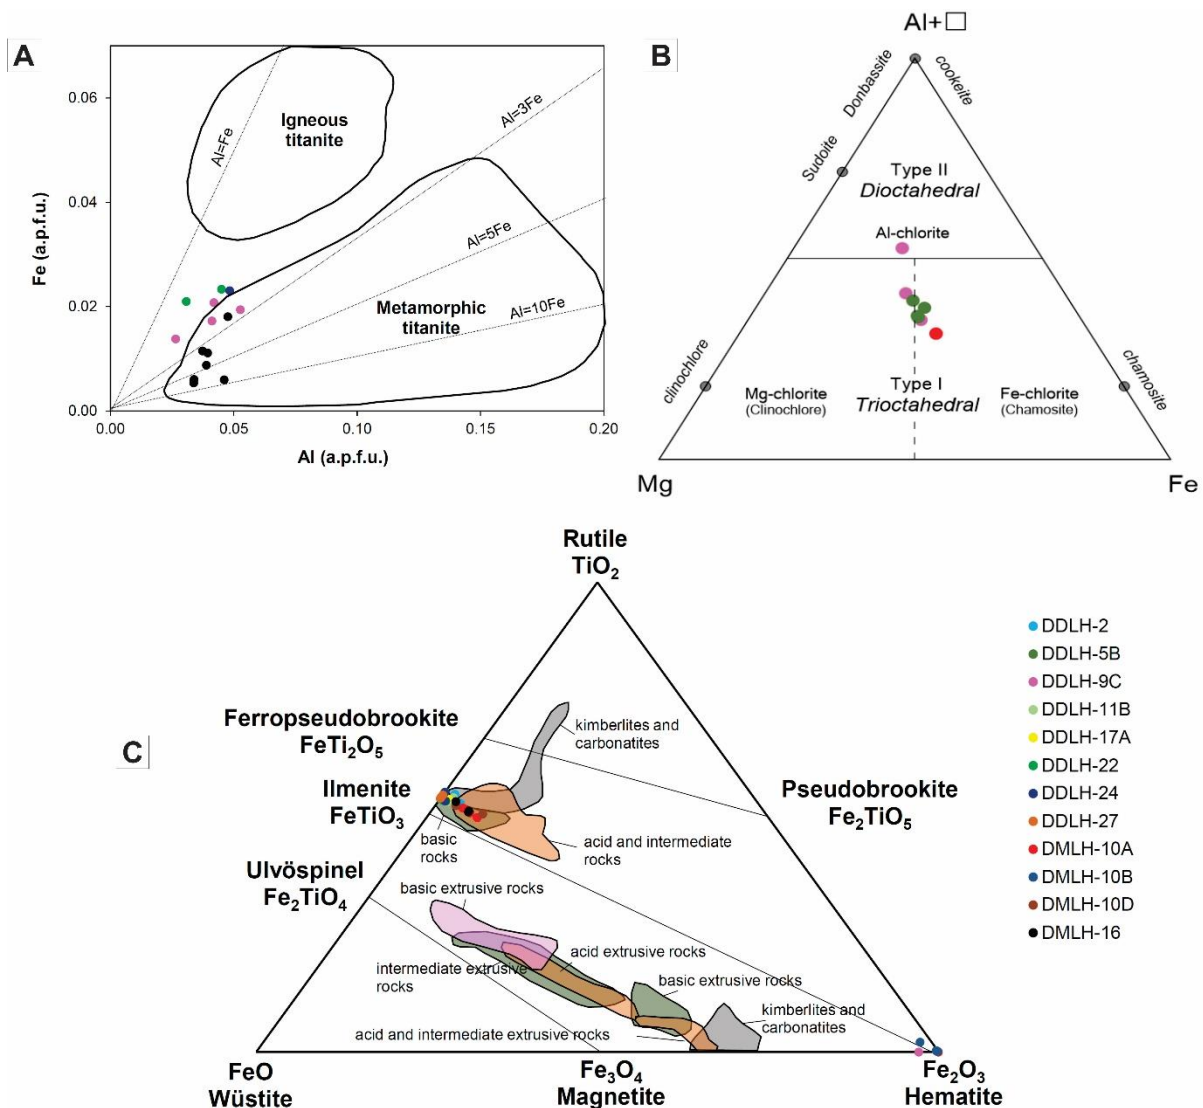 A
0.06
0.04
0.02
0.00
Fe (a.p.f.u.)
0.00
0.05
0.10
0.15
0.20
Al (a.p.f.u.)
Igneous
titanite
Al=Fe
Al=3Fe
Al=5Fe
Al=10Fe
Metamorphic
titanite
B
Al+□
Donbassite
cookeite
Sudoite
Type II
Dioctahedral
Al-chlorite
clinochlore
chamosite
Mg-chlorite
(Clinochlore)
Type I
Trioctahedral
Fe-chlorite
(Chamosite)
Mg
Fe
C
Rutile
TiO₂
Ferropseudobrookite
FeTi₂O₅
kimberlites and
carbonatites
Ilmenite
FeTiO₃
Pseudobrookite
Fe₂TiO₅
basic
rocks
acid and intermediate
rocks
Ulvöspinel
Fe₂TiO₄
basic extrusive rocks
acid extrusive rocks
intermediate extrusive
rocks
basic extrusive rocks
kimberlites and
carbonatites
acid and intermediate extrusive rocks
FeO
Wüstite
Fe₃O₄
Magnetite
Fe₂O₃
Hematite
DDLH-2
DDLH-5B
DDLH-9C
DDLH-11B
DDLH-17A
DDLH-22
DDLH-24
DDLH-27
DMLH-10A
DMLH-10B
DMLH-10D
DMLH-16